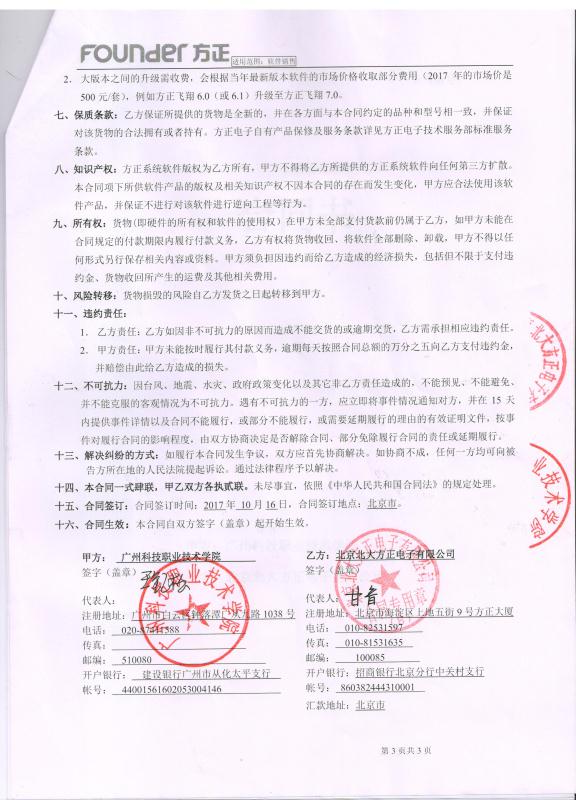 FOUNDER 方正 适用范围：软件销售
2. 大版本之间的升级需收费，会根据当年最新版本软件的市场价格收取部分费用（2017 年的市场价是
500 元/套），例如方正飞翔 6.0（或 6.1）升级至方正飞翔 7.0。
七、保质条款：乙方保证所提供的货物是全新的，并在各方面与本合同约定的品种和型号相一致，并保证
对该货物的合法拥有或者持有。方正电子自有产品保修及服务条款详见方正电子技术服务部标准服务
条款。
八、知识产权：方正系统软件版权为乙方所有，甲方不得将乙方所提供的方正系统软件向任何第三方扩散。
本合同项下所供软件产品的版权及相关知识产权不因本合同的存在而发生变化，甲方应合法使用该软
件产品，并保证不进行对该软件进行逆向工程等行为。
九、所有权：货物（即硬件的所有权和软件的使用权）在甲方未全部支付货款前仍属于乙方，如甲方未能在
合同规定的付款期限内履行付款义务，乙方有权将货物收回、将软件全部删除、卸载，甲方不得以任
何形式另行保存相关内容或资料。甲方须负担因违约而给乙方造成的经济损失，包括但不限于支付违
约金、货物收回所产生的运费及其他相关费用。
十、风险转移：货物损毁的风险自乙方发货之日起转移到甲方。
十一、违约责任：
1. 乙方责任：乙方如因非不可抗力的原因而造成不能交货的或逾期交货，乙方需承担相应违约责任。
2. 甲方责任：甲方未能按时履行其付款义务，逾期每天按照合同总额的万分之五向乙方支付违约金，
并赔偿由此给乙方造成的损失。
十二、不可抗力：因台风、地震、水灾、政府政策变化以及其它非乙方责任造成的，不能预见、不能避免、
并不能克服的客观情况为不可抗力。遇有不可抗力的一方，应立即将事件情况通知对方，并在 15 天
内提供事件详情以及合同不能履行，或部分不能履行，或需要延期履行的理由的有效证明文件，按事
件对履行合同的影响程度，由双方协商决定是否解除合同、部分免除履行合同的责任或延期履行。
十三、解决纠纷的方式：如履行本合同发生争议，双方应首先协商解决。如协商不成，任何一方均可向被
告方所在地的人民法院提起诉讼。通过法律程序予以解决。
十四、本合同一式肆联，甲乙双方各执贰联。未尽事宜，依照《中华人民共和国合同法》的规定处理。
十五、合同签订：合同签订时间：2017 年 10 月 16 日，合同签订地点：北京市。
十六、合同生效：本合同自双方签字（盖章）起开始生效。
甲方： 广州科技职业技术学院
签字（盖章）
代表人：
注册地址：广州市白云区钟落潭广从九路 1038 号
电话： 020-87411588
传真：
邮编： 510080
开户银行： 建设银行广州市从化太平支行
帐号： 44001561602053004146
乙方：北京北大方正电子有限公司
签字（盖章）
代表人： 甘青
注册地址：北京市海淀区上地五街 9 号方正大厦
电话： 010-82531597
传真： 010-81531635
邮编： 100085
开户银行：招商银行北京分行中关村支行
帐号： 860382444310001
汇款地址：北京市
第 3 页共 3 页
北大方正电子
业技术学院